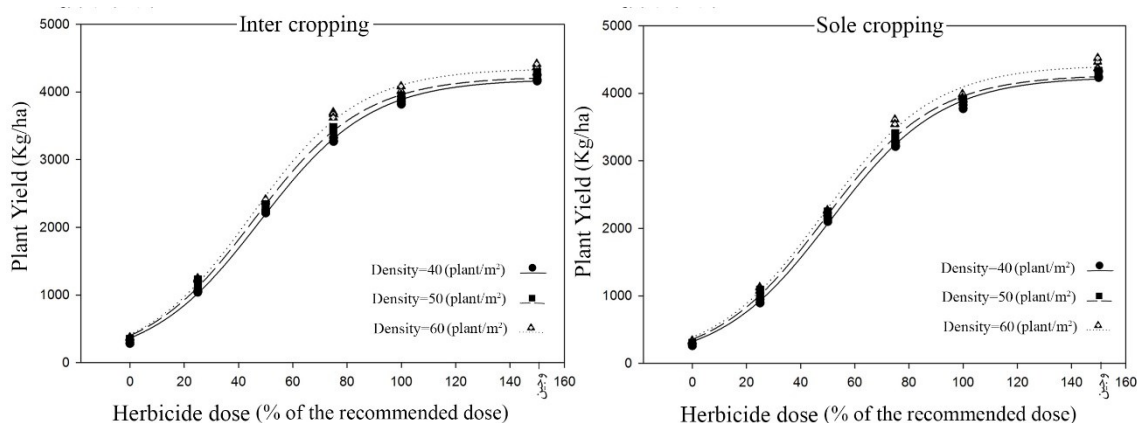 Inter cropping
5000
4000
3000
2000
1000
0
Plant Yield (Kg/ha)
Density=40 (plant/m²)
Density=50 (plant/m²)
Density=60 (plant/m²)
0 20 40 60 80 100 120 140 160
Herbicide dose (% of the recommended dose)
Sole cropping
5000
4000
3000
2000
1000
0
Plant Yield (Kg/ha)
Density=40 (plant/m²)
Density=50 (plant/m²)
Density=60 (plant/m²)
0 20 40 60 80 100 120 140 160
Herbicide dose (% of the recommended dose)